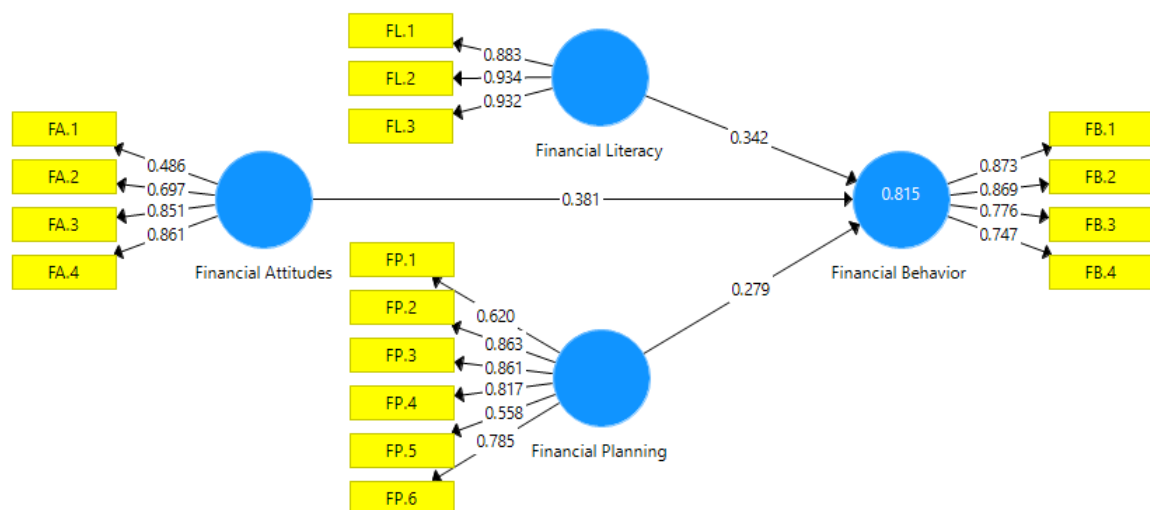 FL.1
FL.2
FL.3
0.883
0.934
0.932
Financial Literacy
0.342
FA.1
FA.2
FA.3
FA.4
0.486
0.697
0.851
0.861
Financial Attitudes
0.381
FP.1
FP.2
FP.3
FP.4
FP.5
FP.6
0.620
0.863
0.861
0.817
0.558
0.785
Financial Planning
0.279
0.815
Financial Behavior
0.873
0.869
0.776
0.747
FB.1
FB.2
FB.3
FB.4